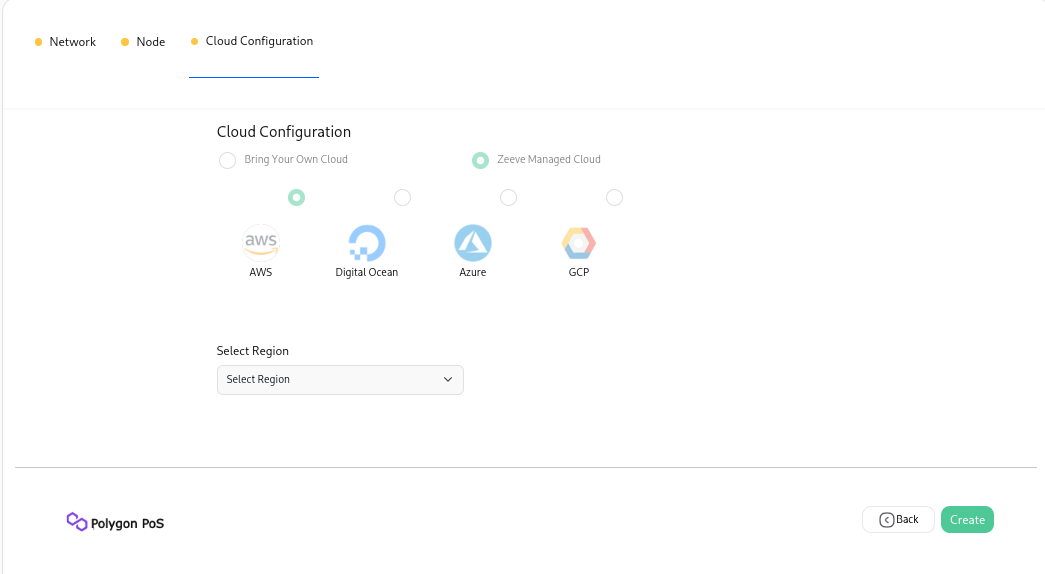 Network Node Cloud Configuration
Cloud Configuration
Bring Your Own Cloud Zeeve Managed Cloud
aws
AWS Digital Ocean Azure GCP
Select Region
Select Region
Polygon PoS Back Create